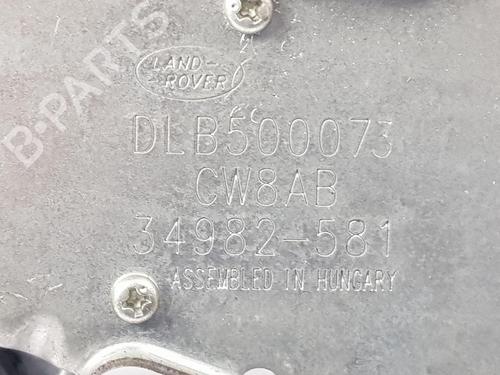 LAND-
ROVER
DLB500073
CW8AB
34982-581
ASSEMBLED IN HUNGARY
B-PARTS